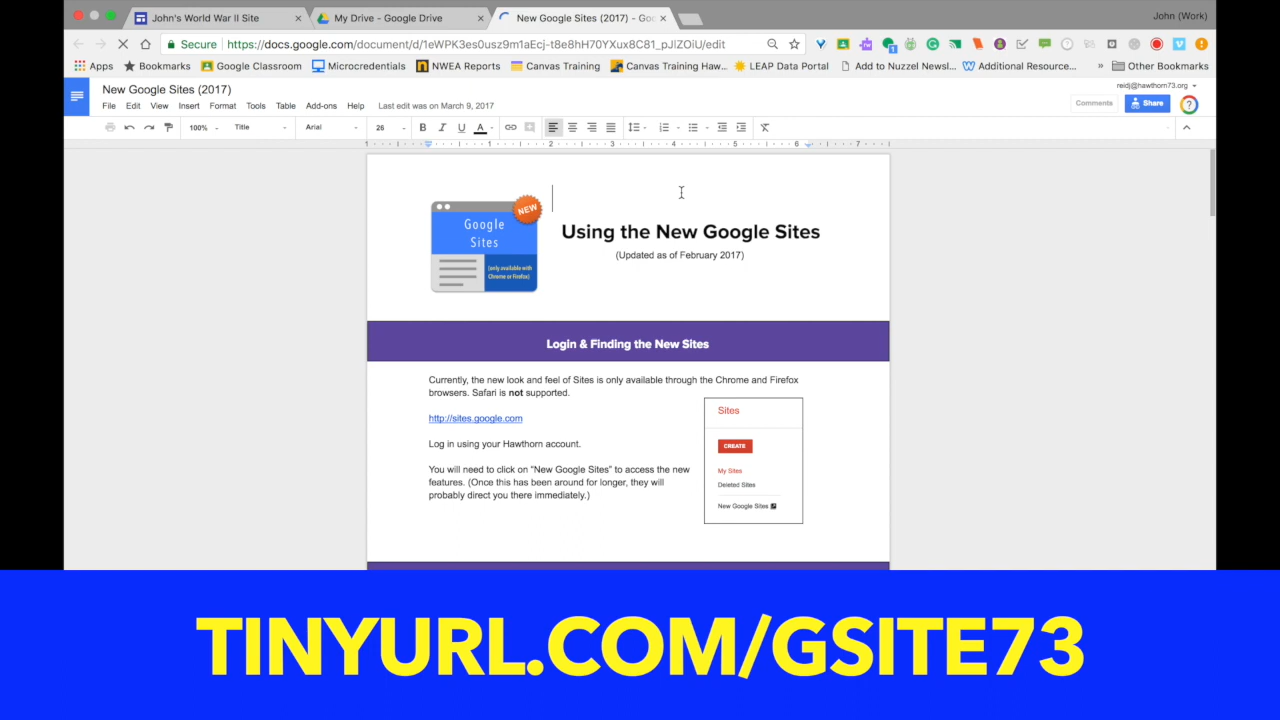 John's World War II Site
My Drive - Google Drive
New Google Sites (2017) - Goo
John (Work)
Secure
https://docs.google.com/document/d/1eWPK3es0usz9m1aEcj-t8e8hH70YXux8C81_pJlZOiU/edit
Apps
Bookmarks
Google Classroom
Microcredentials
NWEA Reports
Canvas Training
Canvas Training Haw...
LEAP Data Portal
Add to Nuzzel Newsl...
Additional Resource...
»
Other Bookmarks
New Google Sites (2017)
reidj@hawthorn73.org
File Edit View Insert Format Tools Table Add-ons Help Last edit was on March 9, 2017
Comments
Share
100% Title Arial 26 B I U A
1 1 2 3 4 5 6 7
NEW
Google
Sites
(only available with
Chrome or Firefox)
Using the New Google Sites
(Updated as of February 2017)
Login & Finding the New Sites
Currently, the new look and feel of Sites is only available through the Chrome and Firefox
browsers. Safari is not supported.
http://sites.google.com
Log in using your Hawthorn account.
You will need to click on "New Google Sites" to access the new
features. (Once this has been around for longer, they will
probably direct you there immediately.)
Sites
CREATE
My Sites
Deleted Sites
New Google Sites
TINYURL.COM/GSITE73